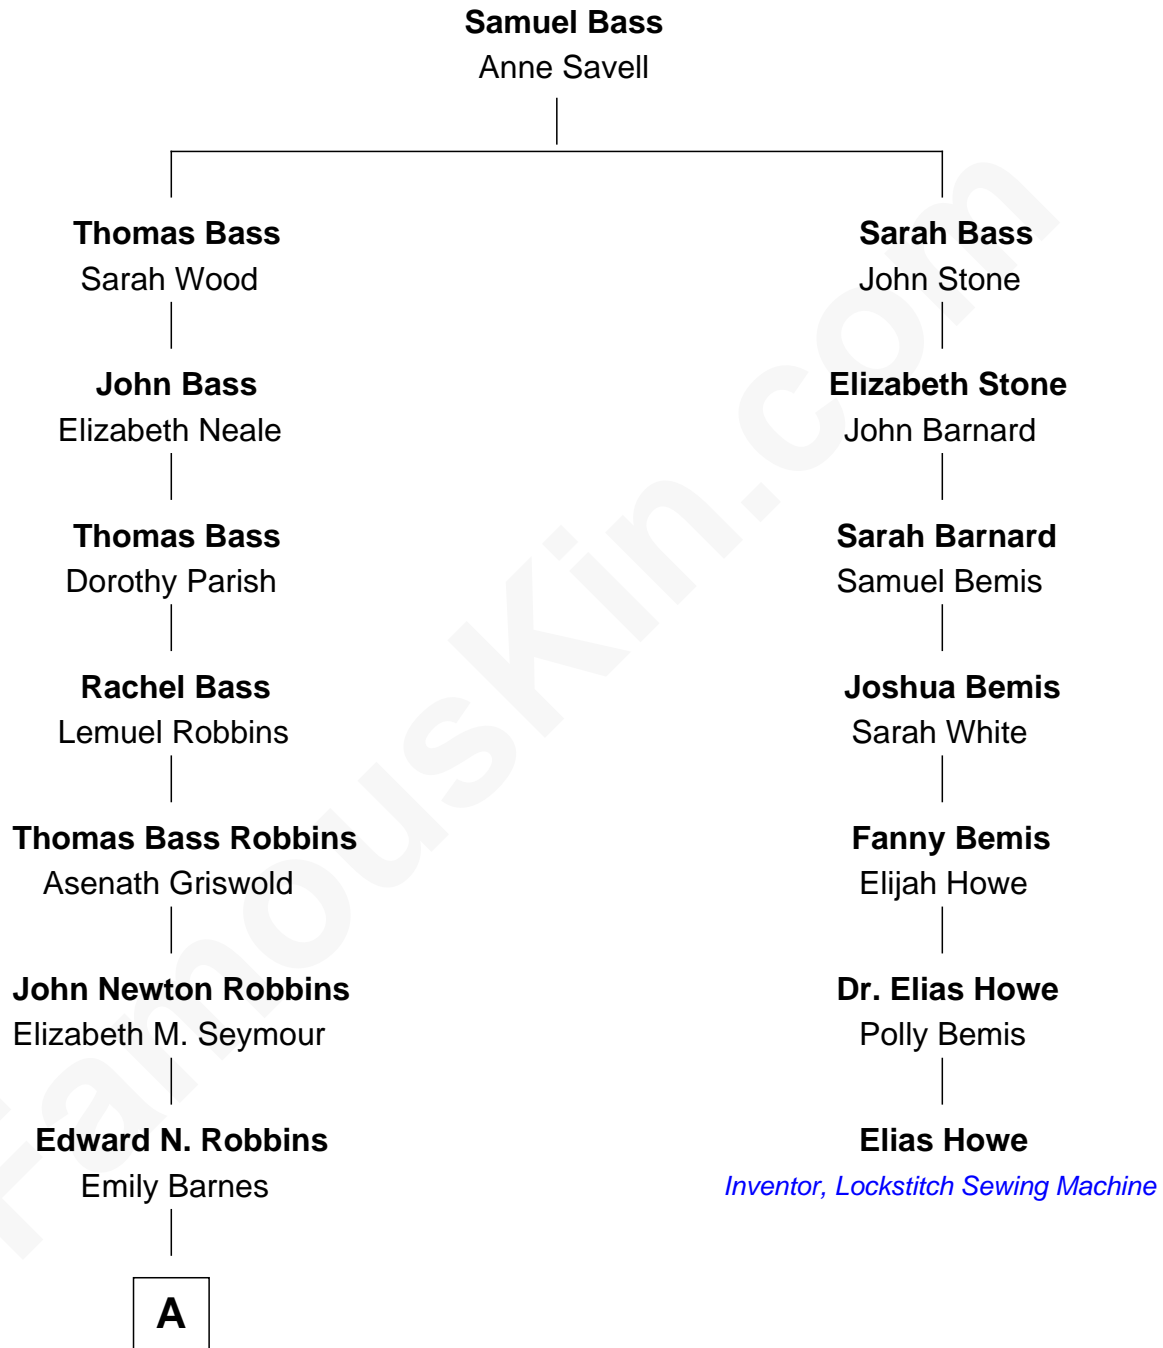 Samuel Bass
Anne Savell
Thomas Bass
Sarah Wood
Sarah Bass
John Stone
John Bass
Elizabeth Neale
Elizabeth Stone
John Barnard
Thomas Bass
Dorothy Parish
Sarah Barnard
Samuel Bemis
Rachel Bass
Lemuel Robbins
Joshua Bemis
Sarah White
Thomas Bass Robbins
Asenath Griswold
Fanny Bemis
Elijah Howe
John Newton Robbins
Elizabeth M. Seymour
Dr. Elias Howe
Polly Bemis
Edward N. Robbins
Emily Barnes
Elias Howe
Inventor, Lockstitch Sewing Machine
A
FamousKin.com